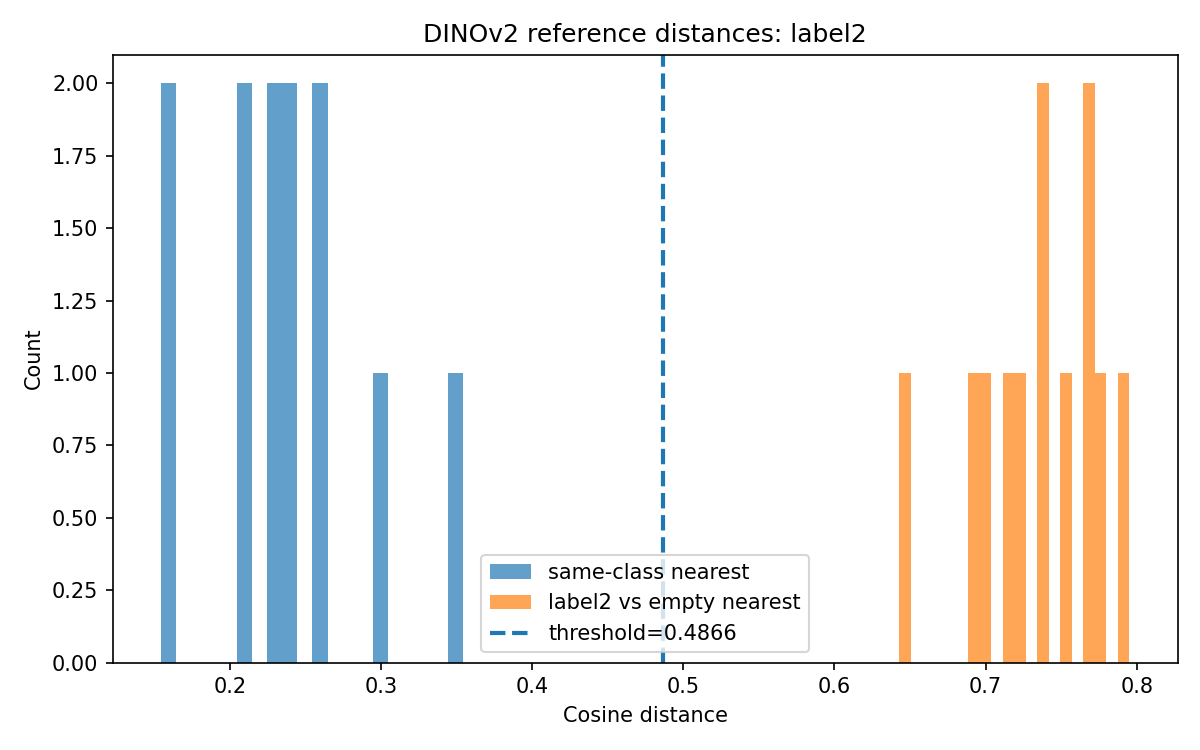 DINOv2 reference distances: label2
2.00
1.75
1.50
1.25
1.00
0.75
0.50
0.25
0.00
Count
same-class nearest
label2 vs empty nearest
threshold=0.4866
0.2 0.3 0.4 0.5 0.6 0.7 0.8
Cosine distance